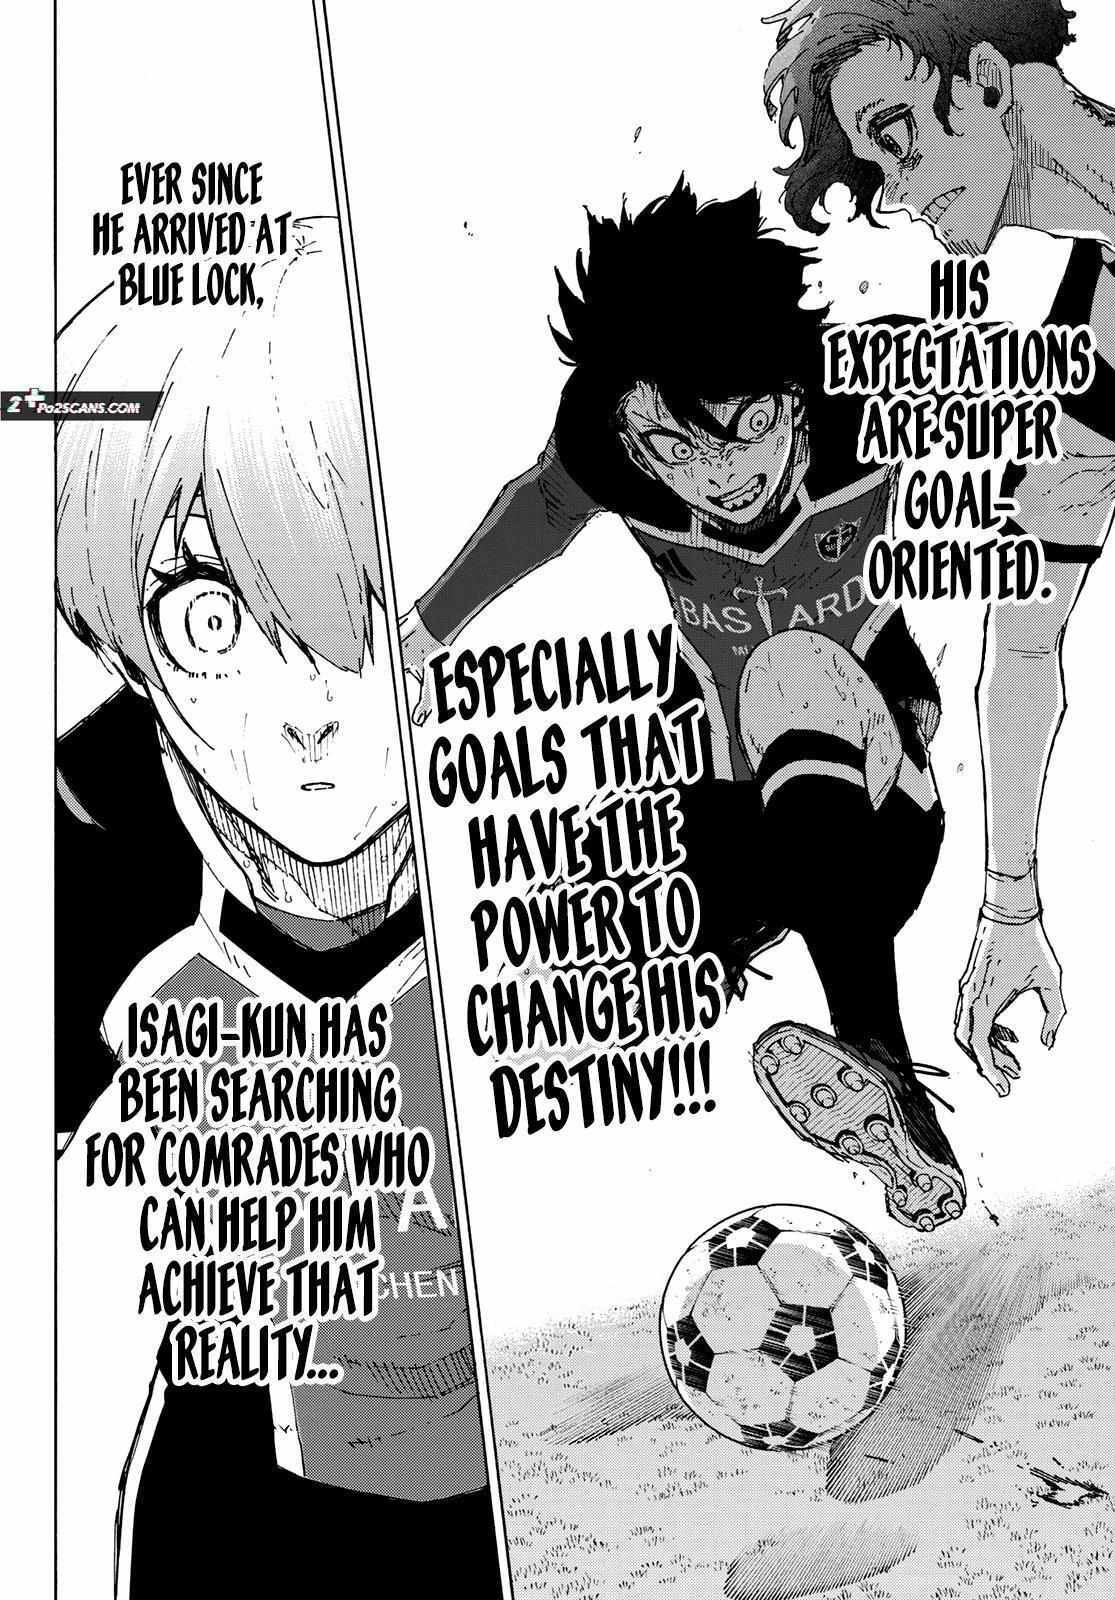 HIS
EXPECTATIONS
ARE SUPER
GOAL-
ORIENTED.
BASTARD
ESPECIALLY
GOALS THAT
HAVE THE
POWER TO
CHANGE HIS
DESTINY!!!
EVER SINCE
HE ARRIVED AT
BLUE LOCK,
2+ PO2SCANS.COM
ISAGI-KUN HAS
BEEN SEARCHING
FOR COMRADES WHO
CAN HELP HIM
ACHIEVE THAT
REALITY...
A
CHEN